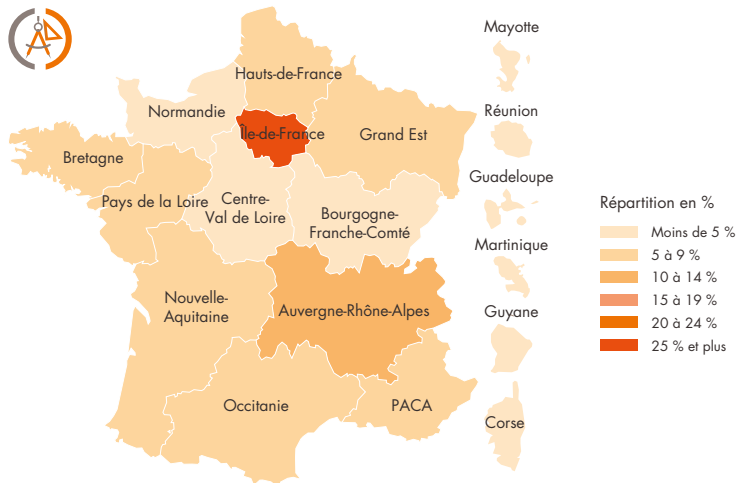 Mayotte
Hauts-de-France
Normandie
Réunion
Île-de-France
Grand Est
Bretagne
Guadeloupe
Pays de la Loire
Centre-
Val de Loire
Bourgogne-
Franche-Comté
Répartition en %
Moins de 5 %
5 à 9 %
10 à 14 %
15 à 19 %
20 à 24 %
25 % et plus
Martinique
Nouvelle-
Aquitaine
Auvergne-Rhône-Alpes
Guyane
Occitanie
PACA
Corse